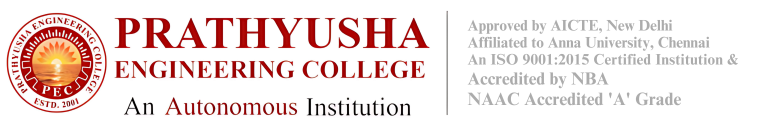 PRATHYUSHA ENGINEERING COLLEGE
PEC
ESTD. 2001
PRATHYUSHA
ENGINEERING COLLEGE
An Autonomous Institution
Approved by AICTE, New Delhi
Affiliated to Anna University, Chennai
An ISO 9001:2015 Certified Institution &
Accredited by NBA
NAAC Accredited 'A' Grade